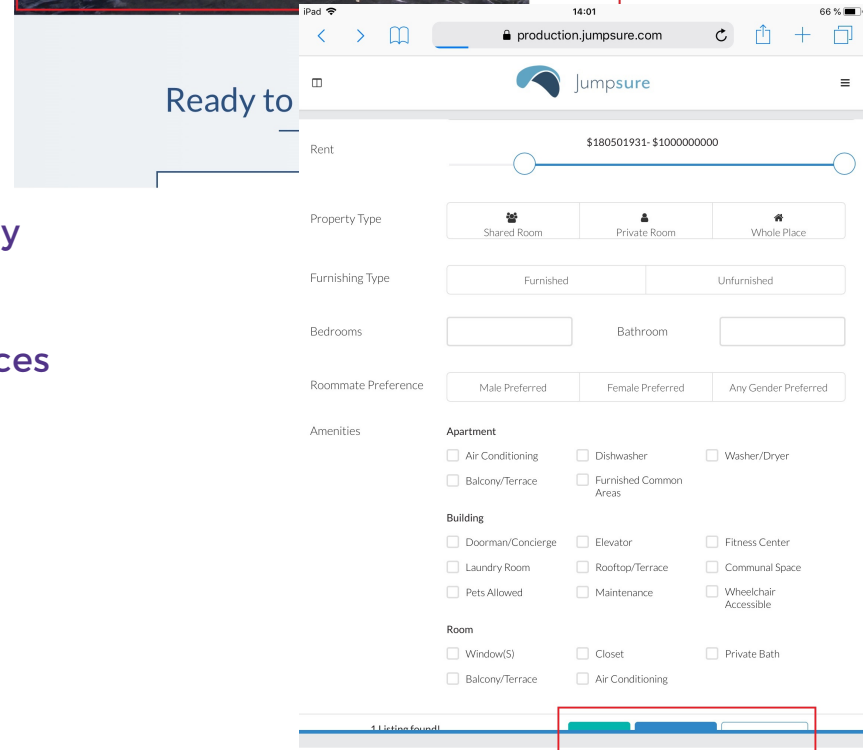 iPad 14:01 66 %
production.jumpsure.com
Jumpsure
Ready to
y
ces
Rent $180501931- $1000000000
Property Type Shared Room Private Room Whole Place
Furnishing Type Furnished Unfurnished
Bedrooms Bathroom
Roommate Preference Male Preferred Female Preferred Any Gender Preferred
Amenities Apartment
Air Conditioning Dishwasher Washer/Dryer
Balcony/Terrace Furnished Common Areas
Building
Doorman/Concierge Elevator Fitness Center
Laundry Room Rooftop/Terrace Communal Space
Pets Allowed Maintenance Wheelchair Accessible
Room
Window(S) Closet Private Bath
Balcony/Terrace Air Conditioning
1 Listing found!